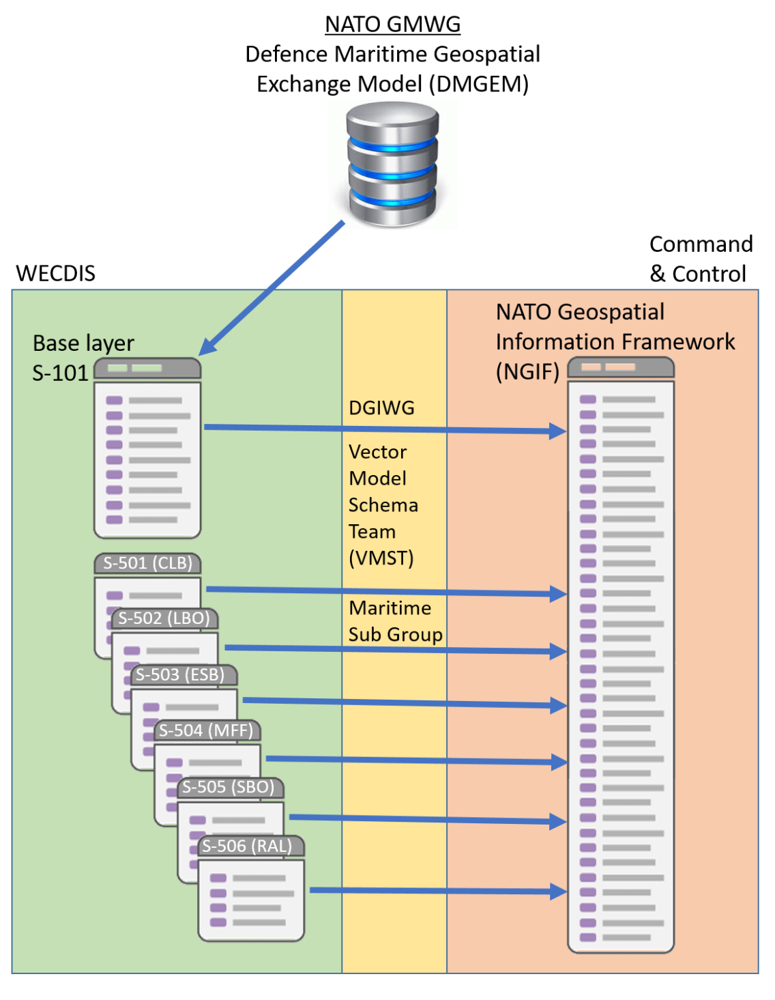 NATO GMWG
Defence Maritime Geospatial
Exchange Model (DMGEM)
WECDIS
Command
& Control
Base layer
S-101
NATO Geospatial
Information Framework
(NGIF)
DGIWG
Vector
Model
Schema
Team
(VMST)
Maritime
Sub Group
S-501 (CLB)
S-502 (LBO)
S-503 (ESB)
S-504 (MFF)
S-505 (SBO)
S-506 (RAL)